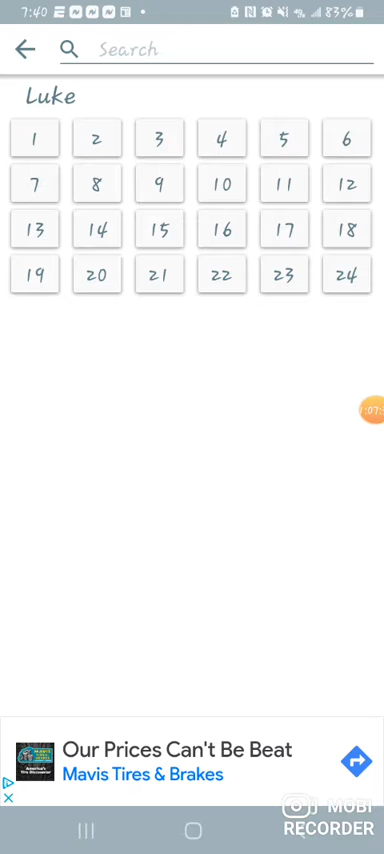 7:40 83%
Search
Luke
1 2 3 4 5 6
7 8 9 10 11 12
13 14 15 16 17 18
19 20 21 22 23 24
Our Prices Can't Be Beat
Mavis Tires & Brakes
MOBI
RECORDER